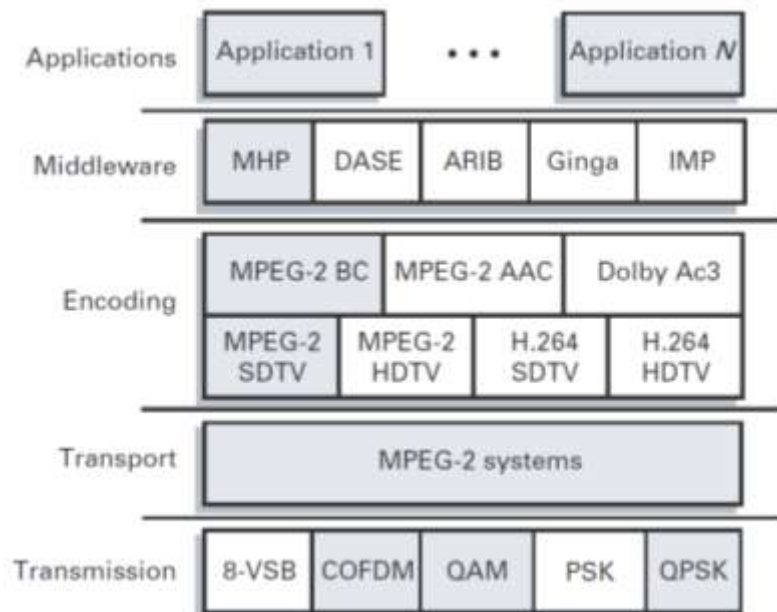 Applications
Application 1
• • •
Application N
Middleware
MHP
DASE
ARIB
Ginga
IMP
Encoding
MPEG-2 BC
MPEG-2 AAC
Dolby Ac3
MPEG-2
SDTV
MPEG-2
HDTV
H.264
SDTV
H.264
HDTV
Transport
MPEG-2 systems
Transmission
8-VSB
COFDM
QAM
PSK
QPSK